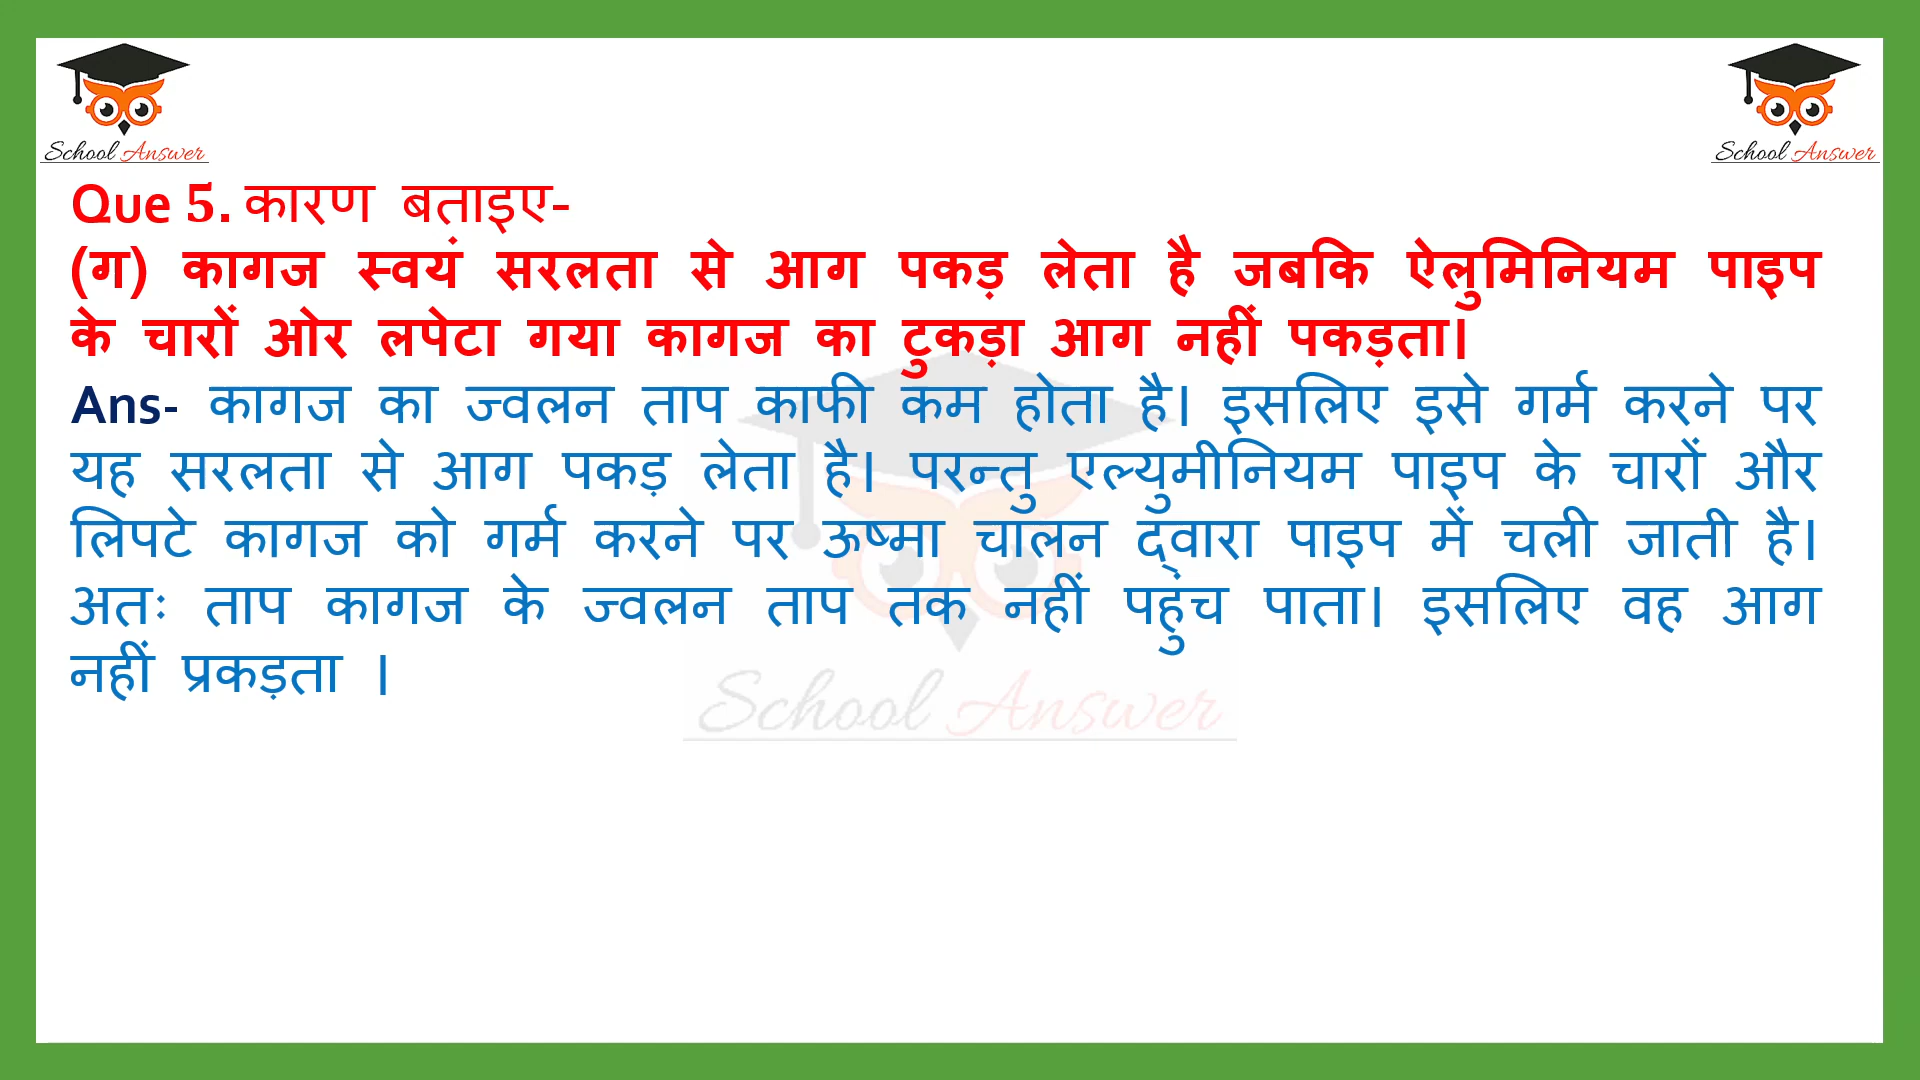 School Answer
School Answer
Que 5. कारण बताइए-
(ग) कागज स्वयं सरलता से आग पकड़ लेता है जबकि ऐलुमिनियम पाइप
के चारों ओर लपेटा गया कागज का टुकड़ा आग नहीं पकड़ता।
Ans- कागज का ज्वलन ताप काफी कम होता है। इसलिए इसे गर्म करने पर
यह सरलता से आग पकड़ लेता है। परन्तु एल्युमीनियम पाइप के चारों और
लिपटे कागज को गर्म करने पर ऊष्मा चालन द्वारा पाइप में चली जाती है।
अतः ताप कागज के ज्वलन ताप तक नहीं पहुंच पाता। इसलिए वह आग
नहीं प्रकड़ता ।
School Answer